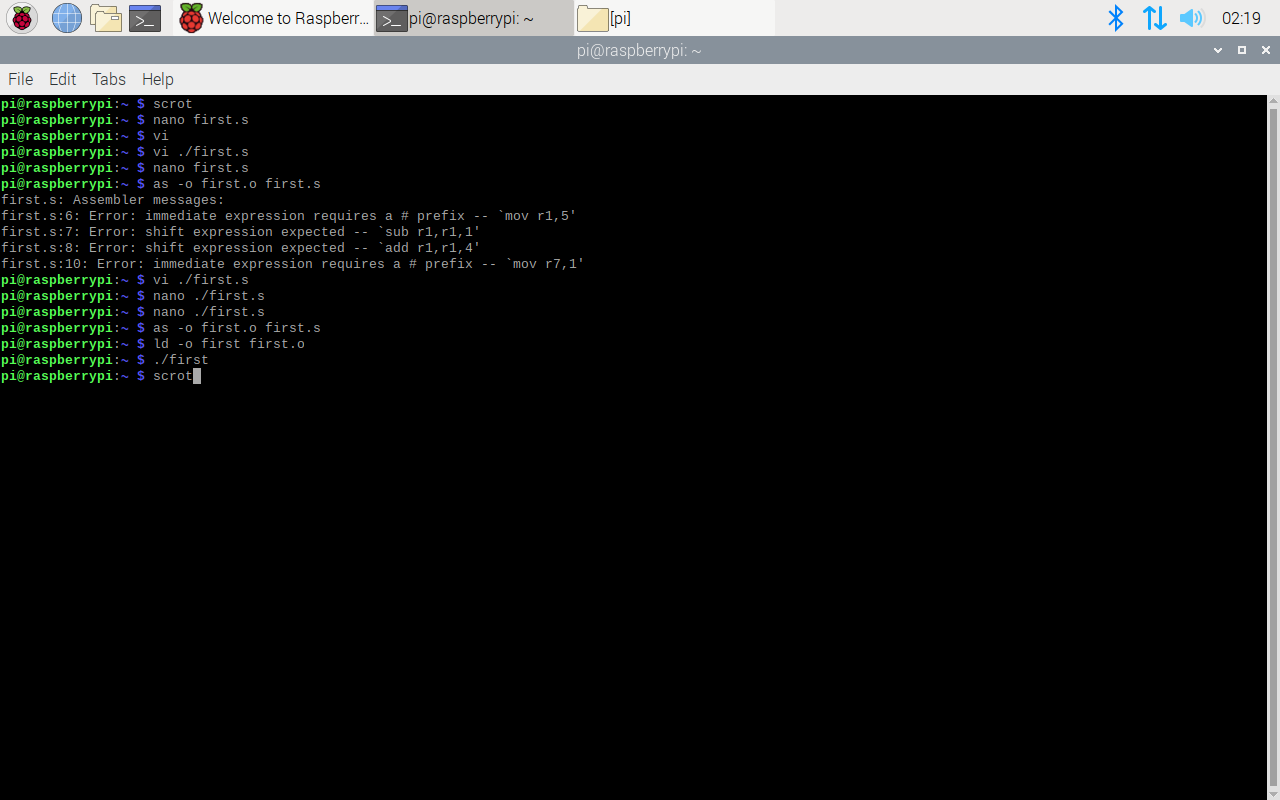 Welcome to Raspberr... pi@raspberrypi: ~ [pi] 02:19
pi@raspberrypi: ~
File Edit Tabs Help
pi@raspberrypi:~ $ scrot
pi@raspberrypi:~ $ nano first.s
pi@raspberrypi:~ $ vi
pi@raspberrypi:~ $ vi ./first.s
pi@raspberrypi:~ $ nano first.s
pi@raspberrypi:~ $ as -o first.o first.s
first.s: Assembler messages:
first.s:6: Error: immediate expression requires a # prefix -- `mov r1,5'
first.s:7: Error: shift expression expected -- `sub r1,r1,1'
first.s:8: Error: shift expression expected -- `add r1,r1,4'
first.s:10: Error: immediate expression requires a # prefix -- `mov r7,1'
pi@raspberrypi:~ $ vi ./first.s
pi@raspberrypi:~ $ nano ./first.s
pi@raspberrypi:~ $ nano ./first.s
pi@raspberrypi:~ $ as -o first.o first.s
pi@raspberrypi:~ $ ld -o first first.o
pi@raspberrypi:~ $ ./first
pi@raspberrypi:~ $ scrot